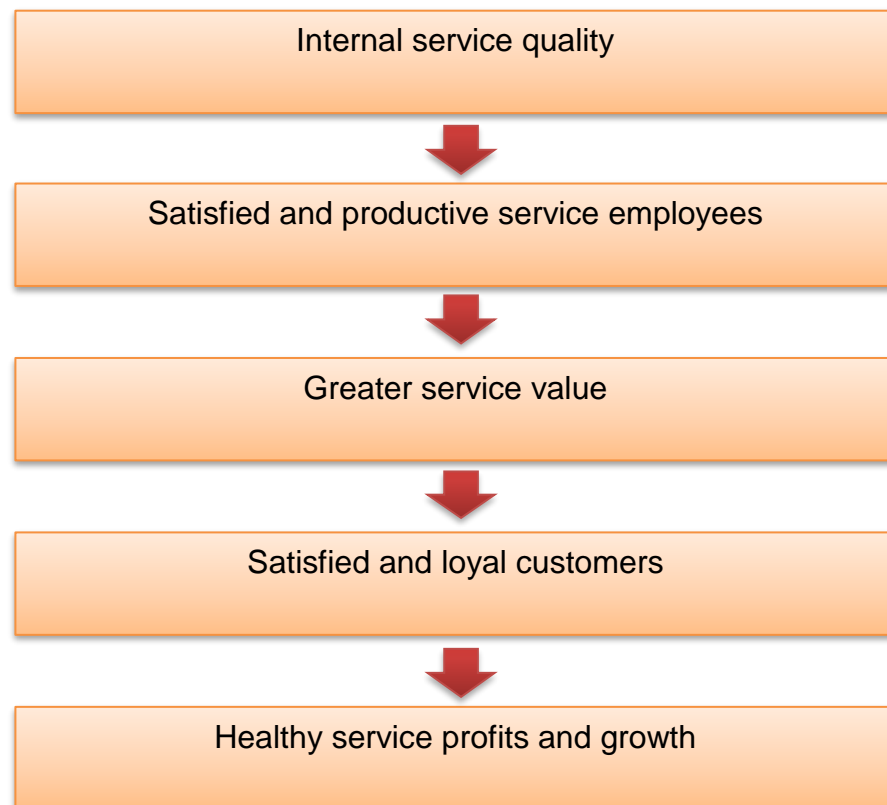 Internal service quality
Satisfied and productive service employees
Greater service value
Satisfied and loyal customers
Healthy service profits and growth